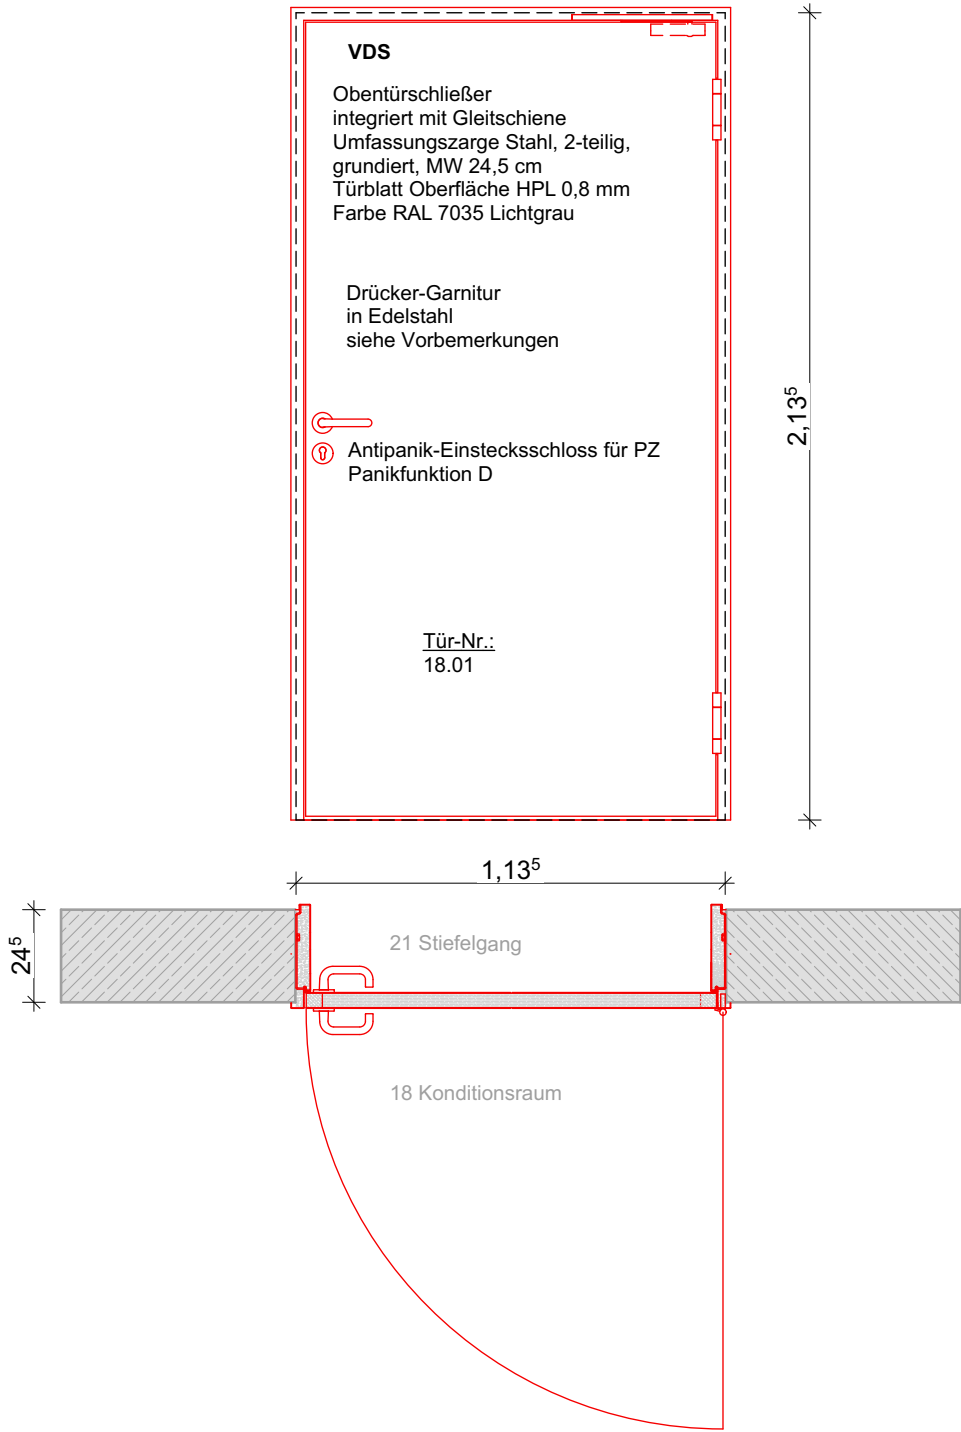 VDS
Obentürschließer
integriert mit Gleitschiene
Umfassungszarge Stahl, 2-teilig,
grundiert, MW 24,5 cm
Türblatt Oberfläche HPL 0,8 mm
Farbe RAL 7035 Lichtgrau
Drücker-Garnitur
in Edelstahl
siehe Vorbemerkungen
2,13⁵
Antipanik-Einstecksschloss für PZ
Panikfunktion D
Tür-Nr.:
18.01
1,13⁵
24⁵
21 Stiefelgang
18 Konditionsraum